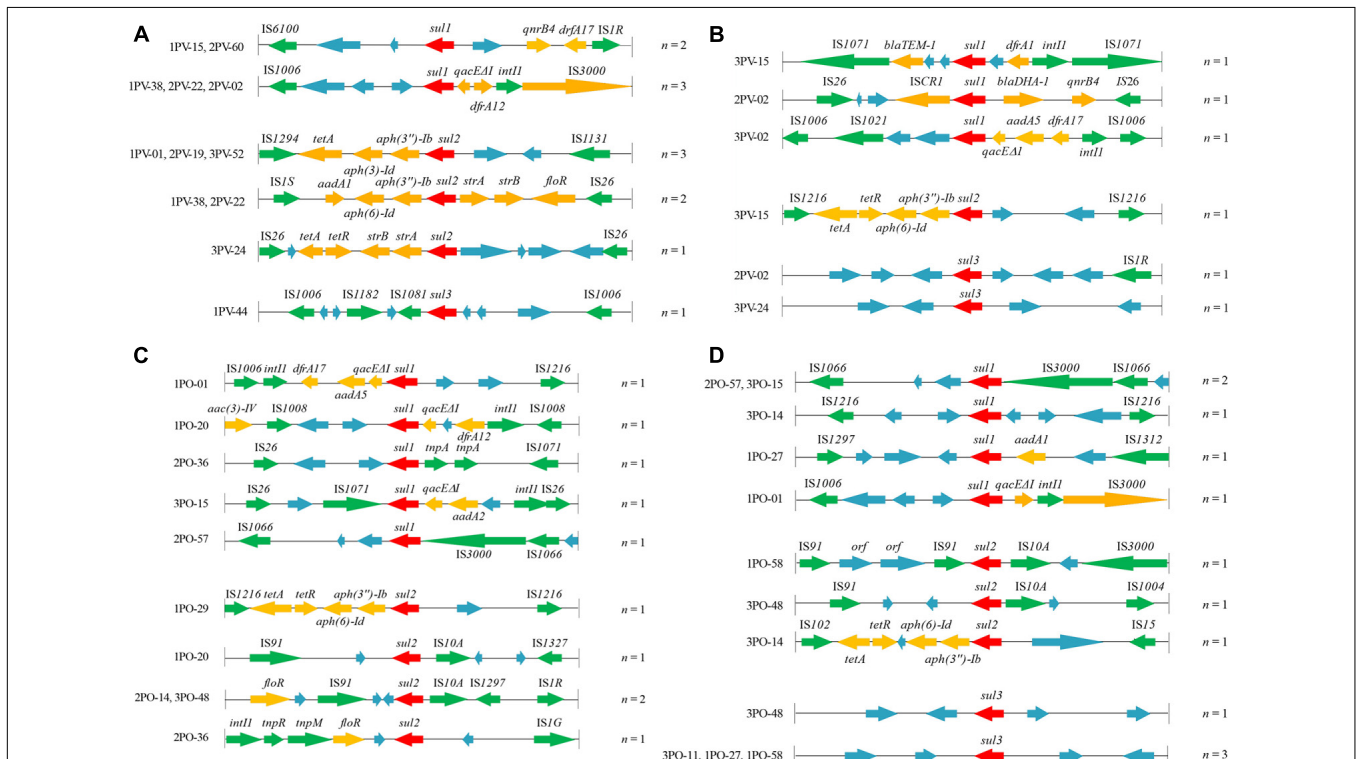 A
IS6100 sul1 qnrB4 drfA17 IS1R
1PV-15, 2PV-60 n = 2
IS1006 sul1 qacEΔI intI1 IS3000
1PV-38, 2PV-22, 2PV-02 n = 3
dfrA12
IS1294 tetA aph(3")-Ib sul2 IS1131
1PV-01, 2PV-19, 3PV-52 n = 3
aph(3)-Id
IS1S aadA1 aph(3")-Ib sul2 strA strB floR IS26
1PV-38, 2PV-22 n = 2
aph(6)-Id
IS26 tetA tetR strB strA sul2 IS26
3PV-24 n = 1
IS1006 IS1182 IS1081 sul3 IS1006
1PV-44 n = 1
B
IS1071 blaTEM-1 sul1 dfrA1 intI1 IS1071
3PV-15 n = 1
IS26 ISCR1 sul1 blaDHA-1 qnrB4 IS26
2PV-02 n = 1
IS1006 IS1021 sul1 aadA5 dfrA17 IS1006
3PV-02 n = 1
qacEΔI intI1
IS1216 tetR aph(3")-Ib sul2 IS1216
3PV-15 n = 1
tetA aph(6)-Id
sul3 IS1R
2PV-02 n = 1
sul3
3PV-24 n = 1
C
IS1006 intI1 dfrA17 qacEΔI sul1 IS1216
1PO-01 n = 1
aadA5
aac(3)-IV IS1008 sul1 qacEΔI intI1 IS1008
1PO-20 n = 1
dfrA12
IS26 sul1 tnpA tnpA IS1071
2PO-36 n = 1
IS26 IS1071 sul1 qacEΔI intI1 IS26
3PO-15 n = 1
aadA2
IS1066 sul1
2PO-57 n = 1
IS3000 IS1066
IS1216 tetA tetR aph(3")-Ib sul2 IS1216
1PO-29 n = 1
aph(6)-Id
IS91 sul2 IS10A IS1327
1PO-20 n = 1
floR IS91 sul2 IS10A IS1297 IS1R
2PO-14, 3PO-48 n = 2
intI1 tnpR tnpM floR sul2 IS1G
2PO-36 n = 1
D
IS1066 sul1 IS3000 IS1066
2PO-57, 3PO-15 n = 2
IS1216 sul1 IS1216
3PO-14 n = 1
IS1297 sul1 aadA1 IS1312
1PO-27 n = 1
IS1006 sul1 qacEΔI intI1 IS3000
1PO-01 n = 1
IS91 orf orf IS91 sul2 IS10A IS3000
1PO-58 n = 1
IS91 sul2 IS10A IS1004
3PO-48 n = 1
IS102 tetR aph(6)-Id sul2 IS15
3PO-14 n = 1
tetA aph(3")-Ib
sul3
3PO-48 n = 1
sul3
3PO-11, 1PO-27, 1PO-58 n = 3